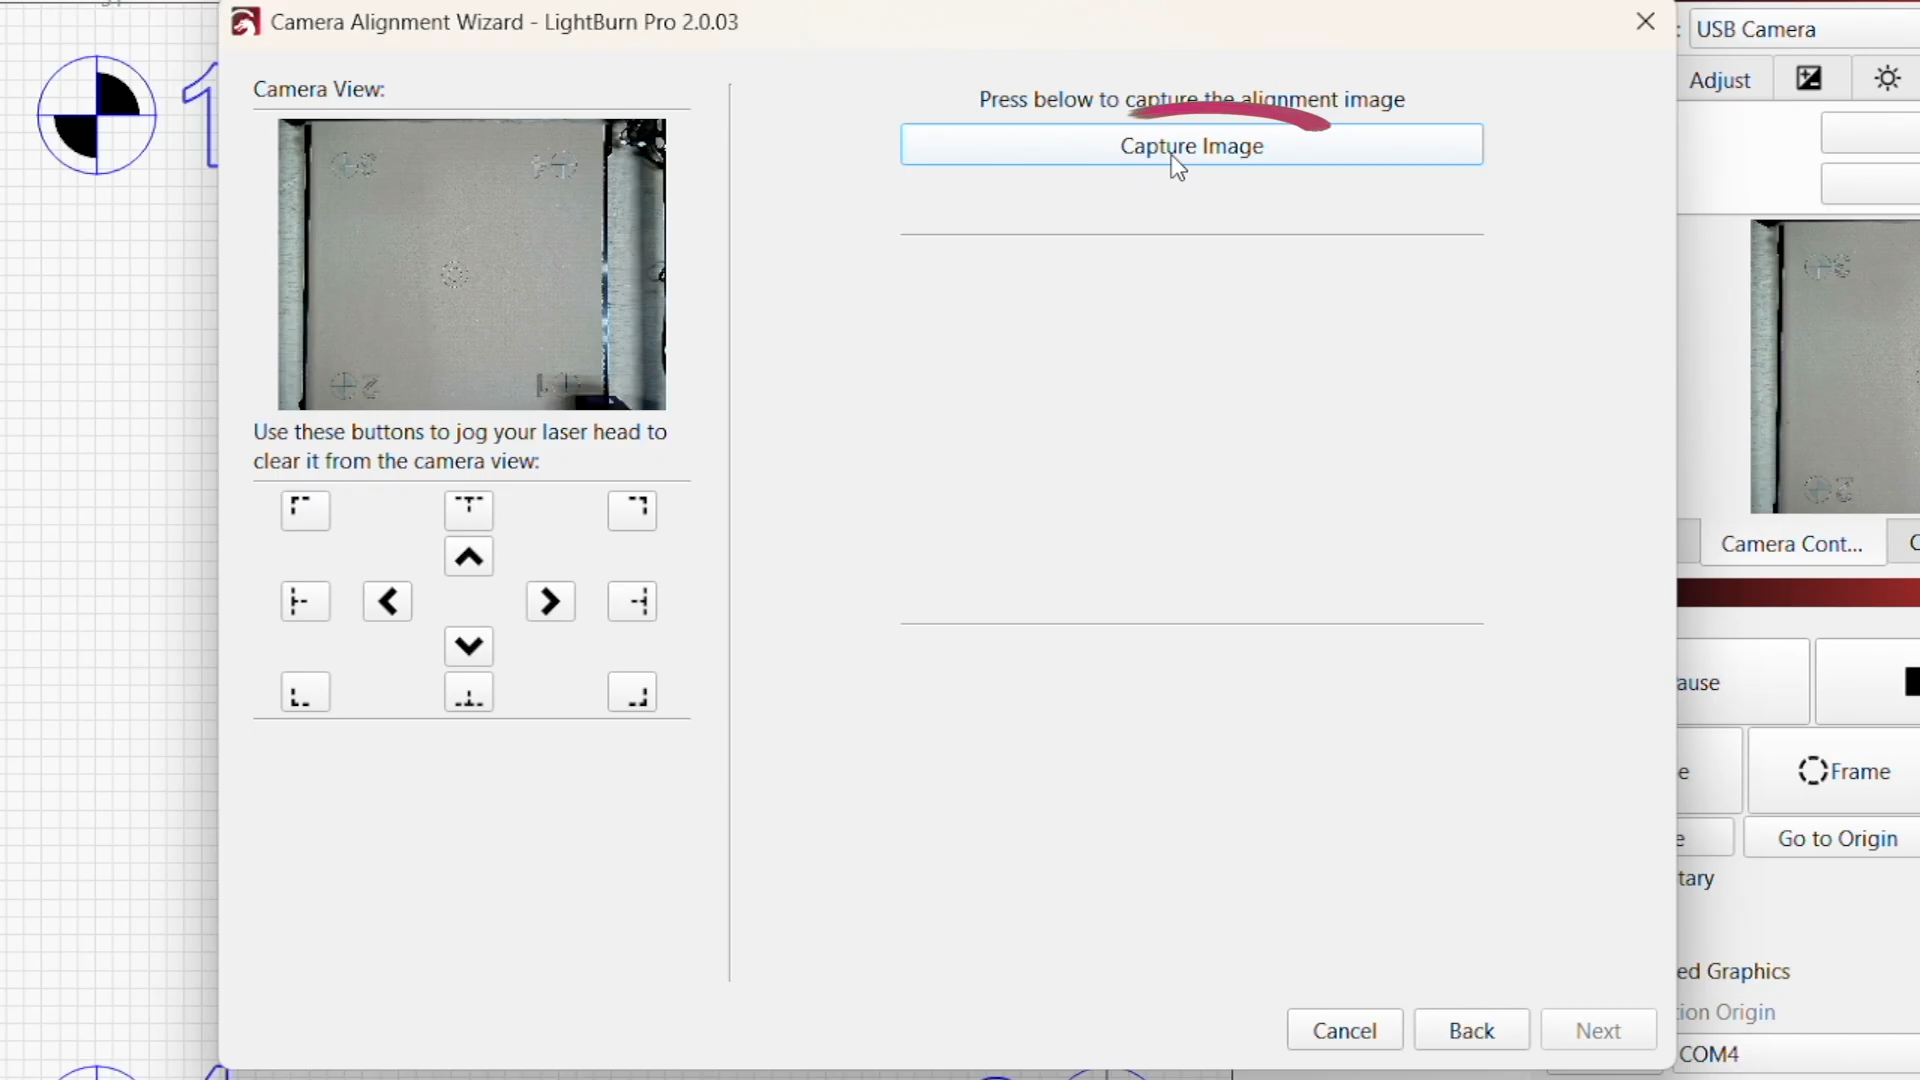 Camera Alignment Wizard - LightBurn Pro 2.0.03
USB Camera
Adjust
Camera View:
Press below to capture the alignment image
Capture Image
Use these buttons to jog your laser head to
clear it from the camera view:
Camera Cont...
ause
Frame
Go to Origin
tary
ed Graphics
tion Origin
COM4
Cancel
Back
Next
1